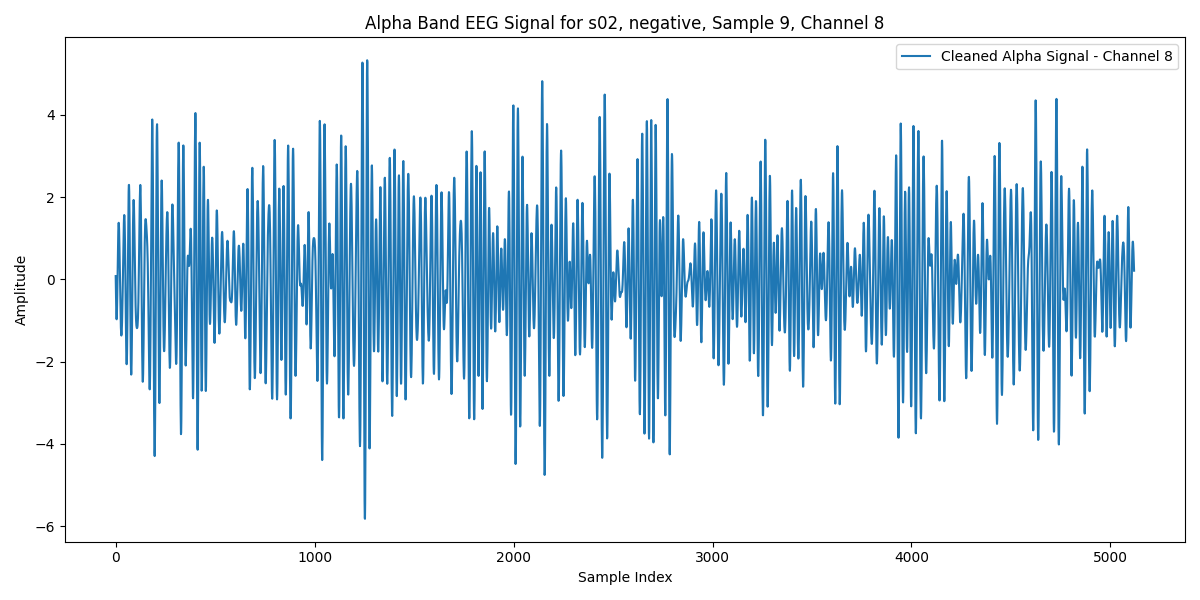 Alpha Band EEG Signal for s02, negative, Sample 9, Channel 8
Cleaned Alpha Signal - Channel 8
Amplitude
4
2
0
−2
−4
−6
0 1000 2000 3000 4000 5000
Sample Index